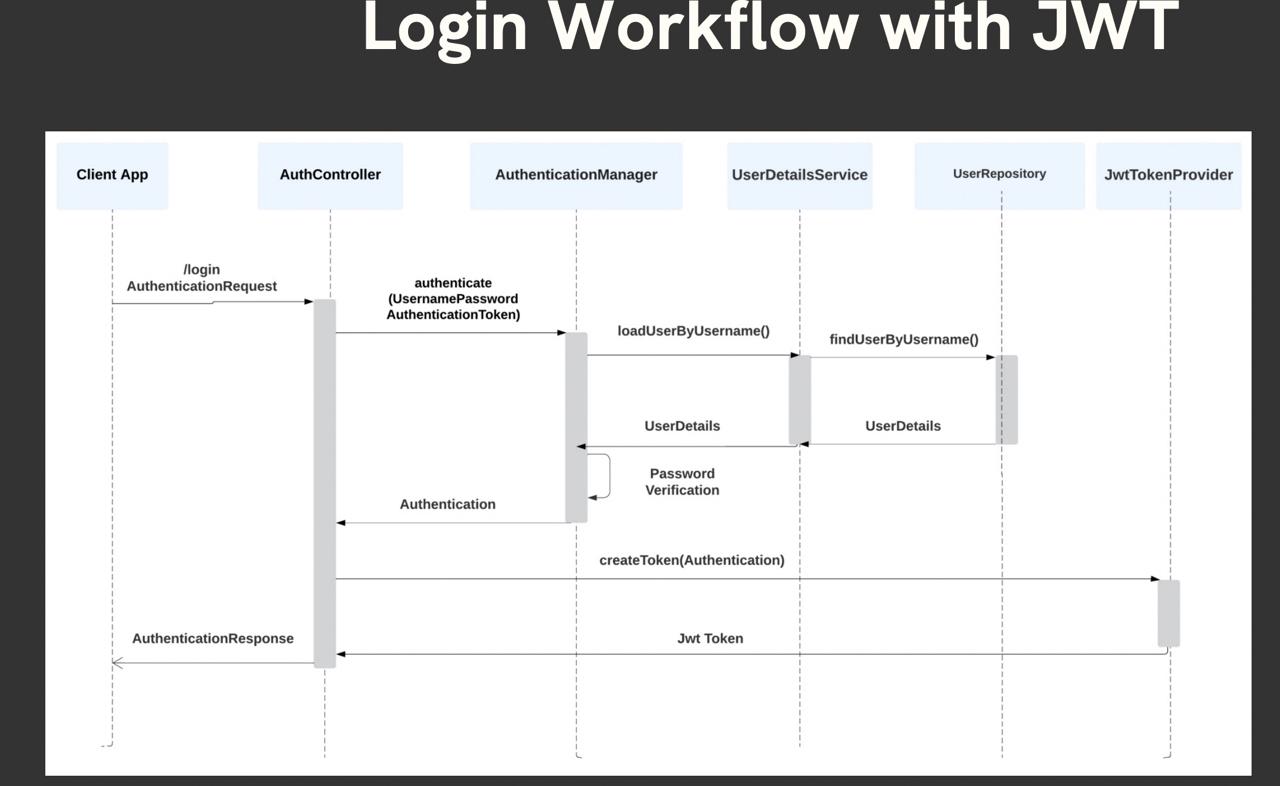 Login Workflow with JWT
Client App
AuthController
AuthenticationManager
UserDetailsService
UserRepository
JwtTokenProvider
/login
AuthenticationRequest
authenticate
(UsernamePassword
AuthenticationToken)
loadUserByUsername()
findUserByUsername()
UserDetails
UserDetails
Password
Verification
Authentication
createToken(Authentication)
AuthenticationResponse
Jwt Token